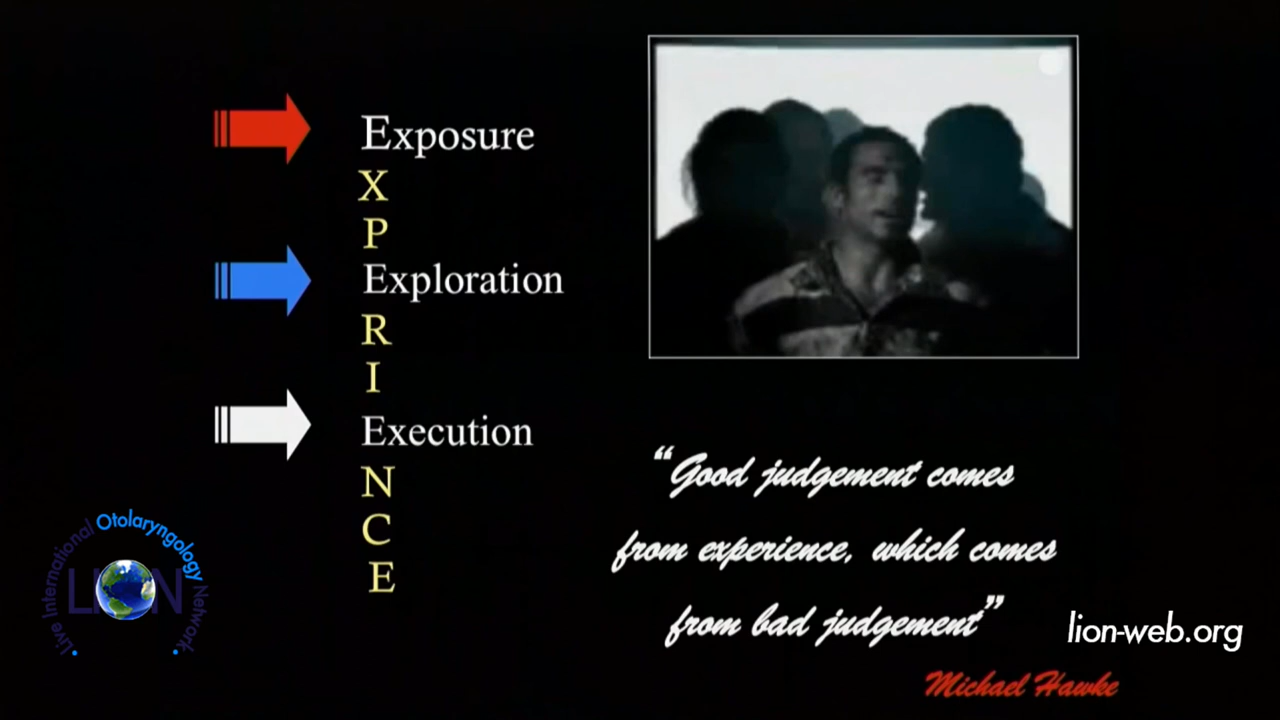 Exposure
X
P
Exploration
R
I
Execution
N
C
E
“Good judgement comes
from experience, which comes
from bad judgement”
Michael Hawke
Live International Otolaryngology Network
LION
lion-web.org